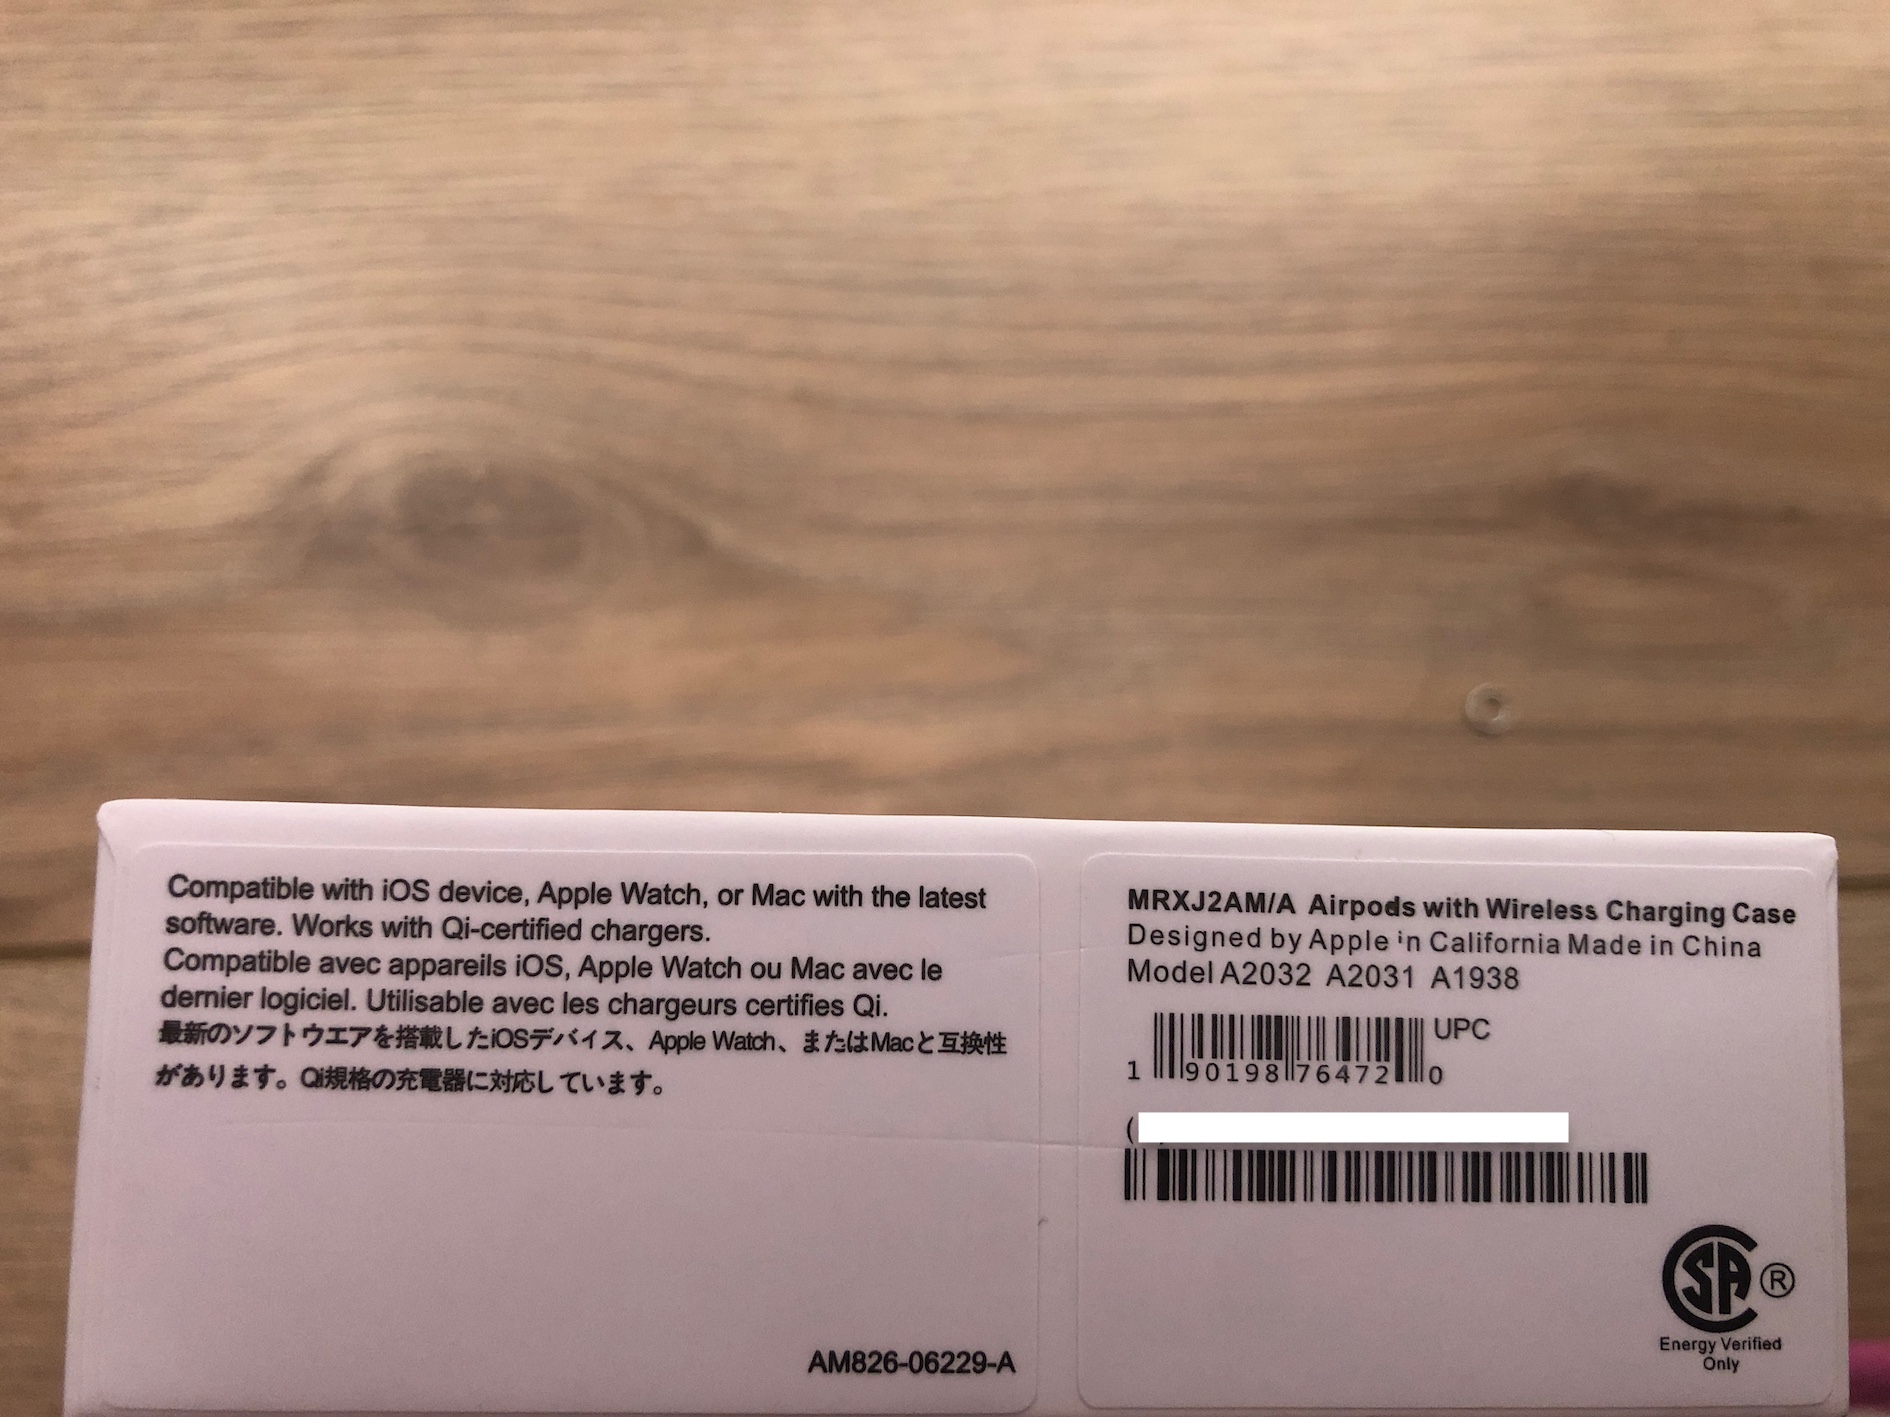 Compatible with iOS device, Apple Watch, or Mac with the latest
software. Works with Qi-certified chargers.
Compatible avec appareils iOS, Apple Watch ou Mac avec le
dernier logiciel. Utilisable avec les chargeurs certifies Qi.
最新のソフトウエアを搭載したiOSデバイス、Apple Watch、またはMacと互換性
があります。Qi規格の充電器に対応しています。
AM826-06229-A
MRXJ2AM/A Airpods with Wireless Charging Case
Designed by Apple in California Made in China
Model A2032 A2031 A1938
UPC
1 90198 76472 0
(
SA ®
Energy Verified
Only